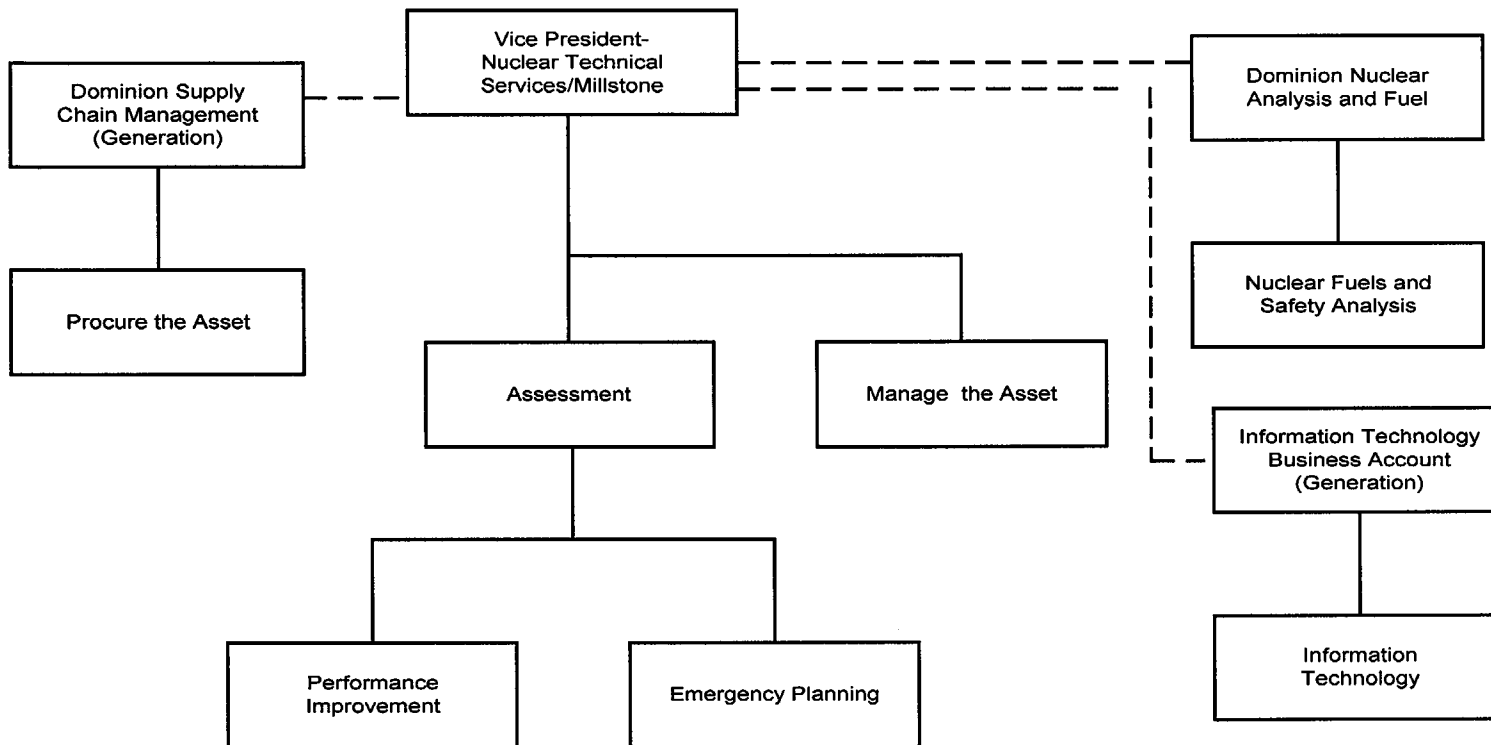 Vice President-
Nuclear Technical
Services/Millstone
Dominion Supply
Chain Management
(Generation)
Dominion Nuclear
Analysis and Fuel
Procure the Asset
Nuclear Fuels and
Safety Analysis
Assessment
Manage the Asset
Information Technology
Business Account
(Generation)
Performance
Improvement
Emergency Planning
Information
Technology